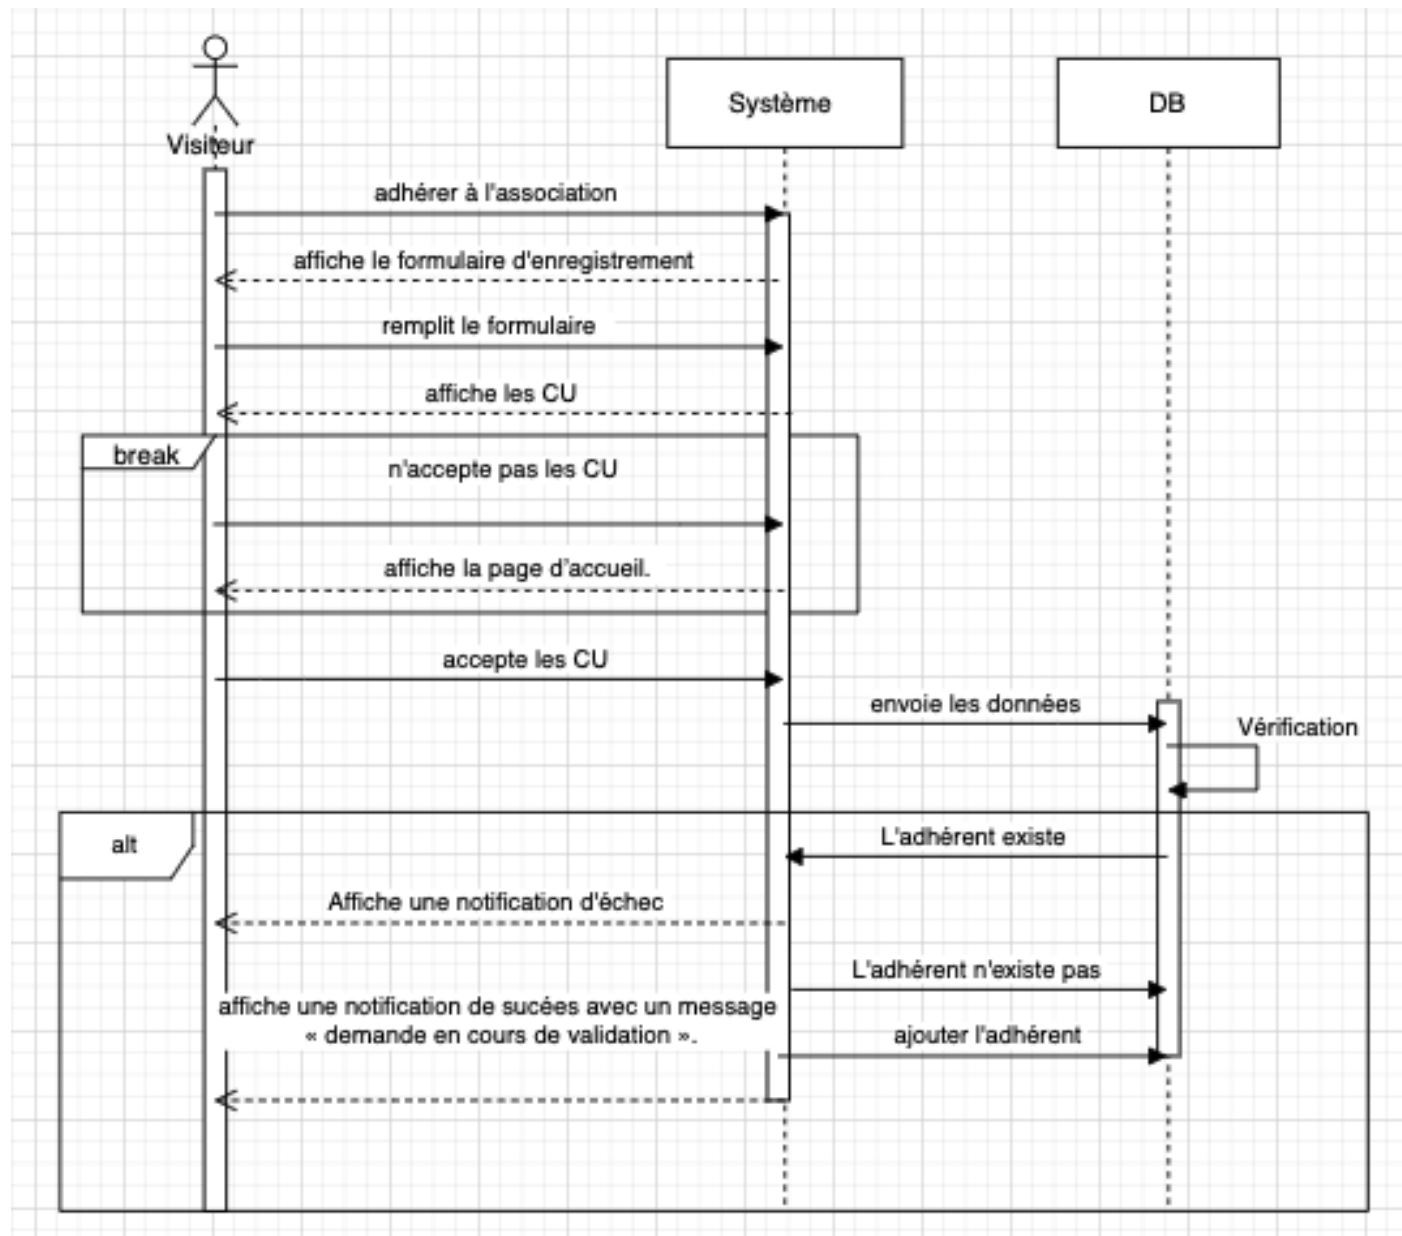 Visiteur
Système
DB
adhérer à l'association
affiche le formulaire d'enregistrement
remplit le formulaire
affiche les CU
break
n'accepte pas les CU
affiche la page d'accueil.
accepte les CU
envoie les données
Vérification
alt
L'adhérent existe
Affiche une notification d'échec
L'adhérent n'existe pas
affiche une notification de sucées avec un message
« demande en cours de validation ».
ajouter l'adhérent